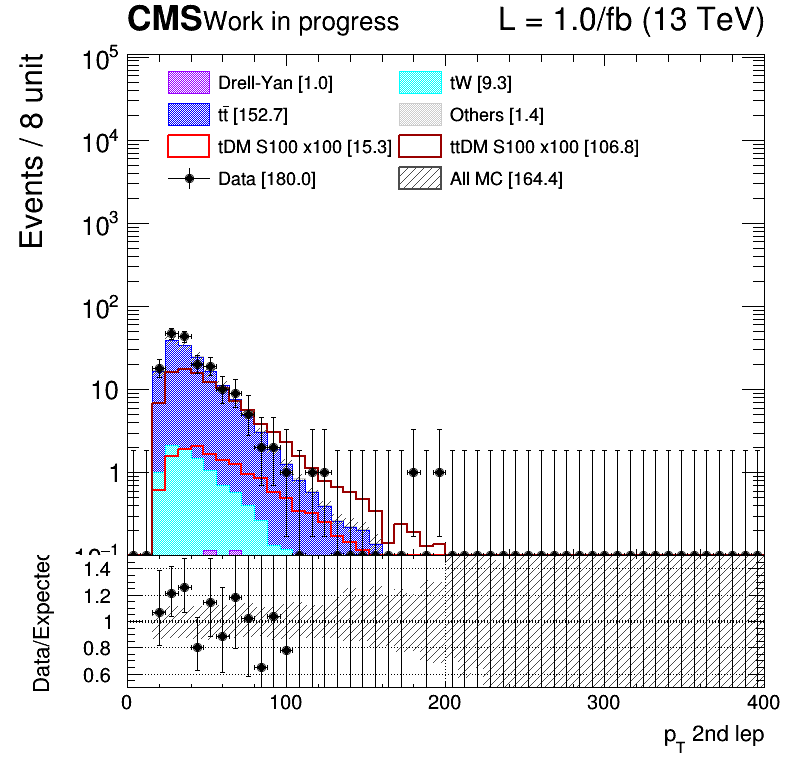 CMS Work in progress L = 1.0/fb (13 TeV)
Events / 8 unit
10⁵
10⁴
10³
10²
10
1
10⁻¹
Drell-Yan [1.0] tW [9.3]
tt̄ [152.7] Others [1.4]
tDM S100 x100 [15.3] ttDM S100 x100 [106.8]
Data [180.0] All MC [164.4]
Data/Expected
1.4
1.2
1
0.8
0.6
0 100 200 300 400
p_T 2nd lep